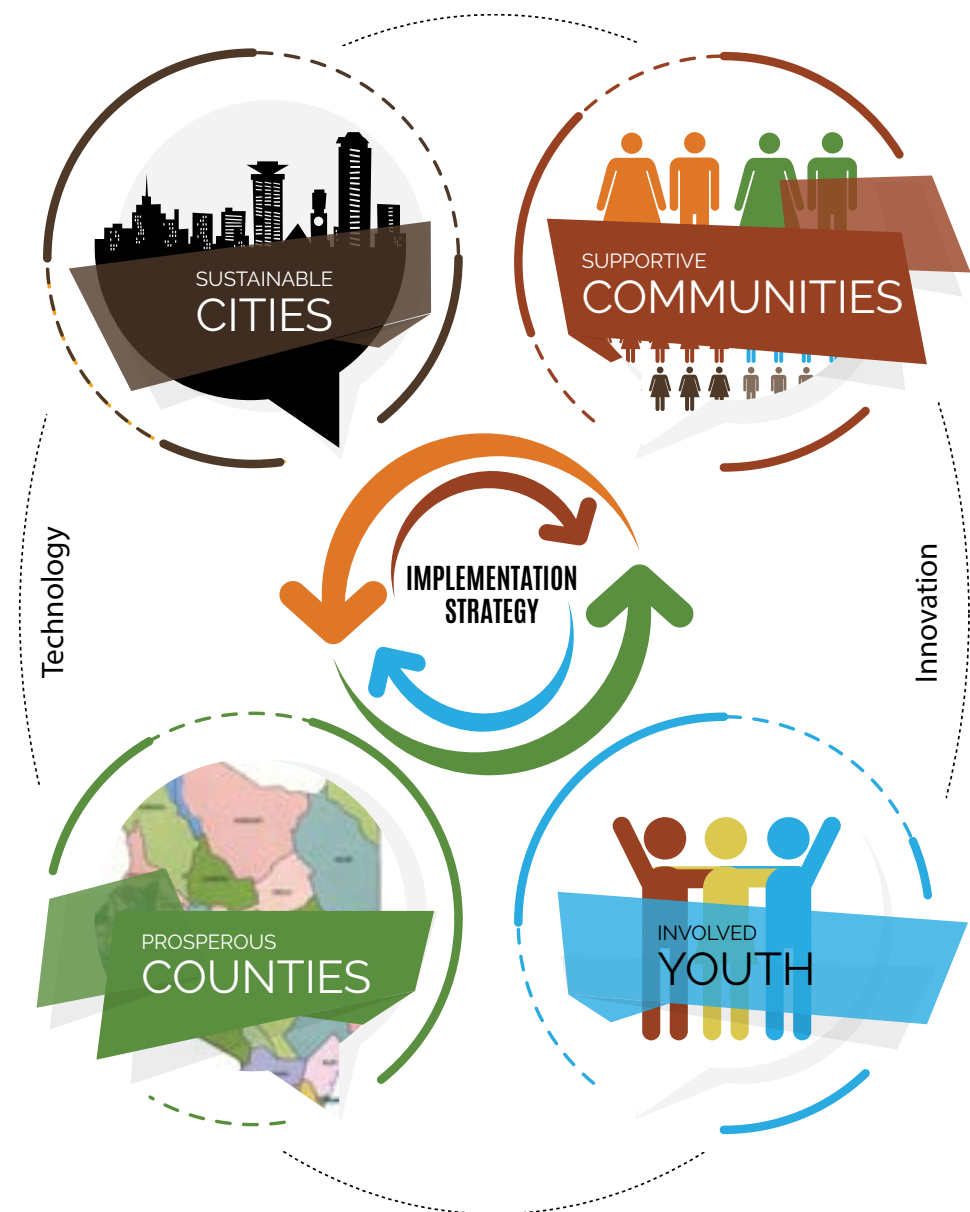 SUSTAINABLE
CITIES
SUPPORTIVE
COMMUNITIES
Technology
IMPLEMENTATION
STRATEGY
Innovation
PROSPEROUS
COUNTIES
INVOLVED
YOUTH